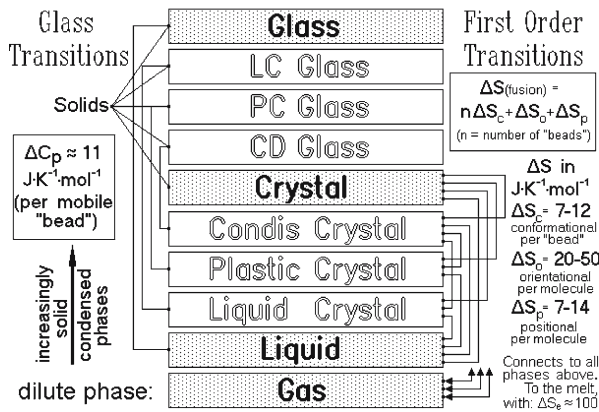 Glass
Transitions
Solids
ΔCp ≈ 11
J·K⁻¹·mol⁻¹
(per mobile
"bead")
increasingly
solid
condensed
phases
dilute phase:
Glass
LC Glass
PC Glass
CD Glass
Crystal
Condis Crystal
Plastic Crystal
Liquid Crystal
Liquid
Gas
First Order
Transitions
ΔS(fusion) =
nΔSc+ΔSo+ΔSp
(n = number of "beads")
ΔS in
J·K⁻¹·mol⁻¹
ΔSc= 7-12
conformational
per "bead"
ΔSo= 20-50
orientational
per molecule
ΔSp= 7-14
positional
per molecule
Connects to all
phases above.
To the melt,
with: ΔSe ≈100